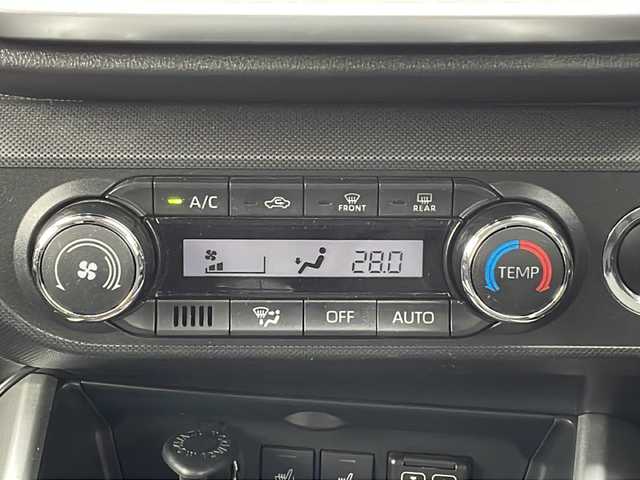 A/C
FRONT
REAR
28.0
TEMP
OFF
AUTO